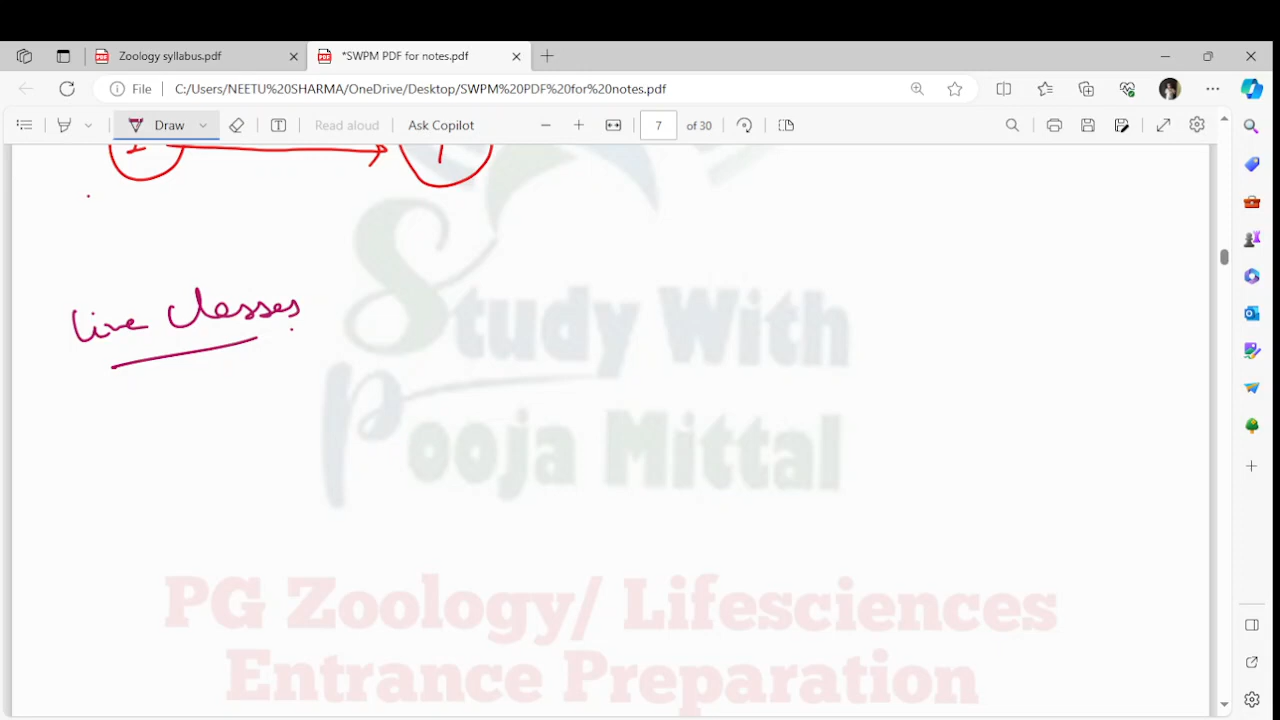 Zoology syllabus.pdf
*SWPM PDF for notes.pdf
File
C:/Users/NEETU%20SHARMA/OneDrive/Desktop/SWPM%20PDF%20for%20notes.pdf
Draw
Read aloud
Ask Copilot
7
of 30
live classes
Study With
Pooja Mittal
PG Zoology/ Lifesciences
Entrance Preparation